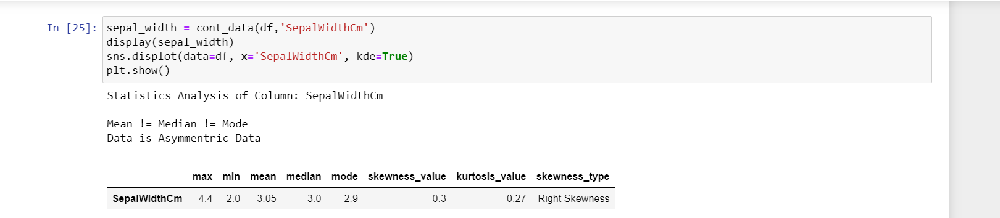 In [25]: sepal_width = cont_data(df,'SepalWidthCm')
display(sepal_width)
sns.displot(data=df, x='SepalWidthCm', kde=True)
plt.show()
Statistics Analysis of Column: SepalWidthCm
Mean != Median != Mode
Data is Asymmentric Data
max min mean median mode skewness_value kurtosis_value skewness_type
SepalWidthCm 4.4 2.0 3.05 3.0 2.9 0.3 0.27 Right Skewness